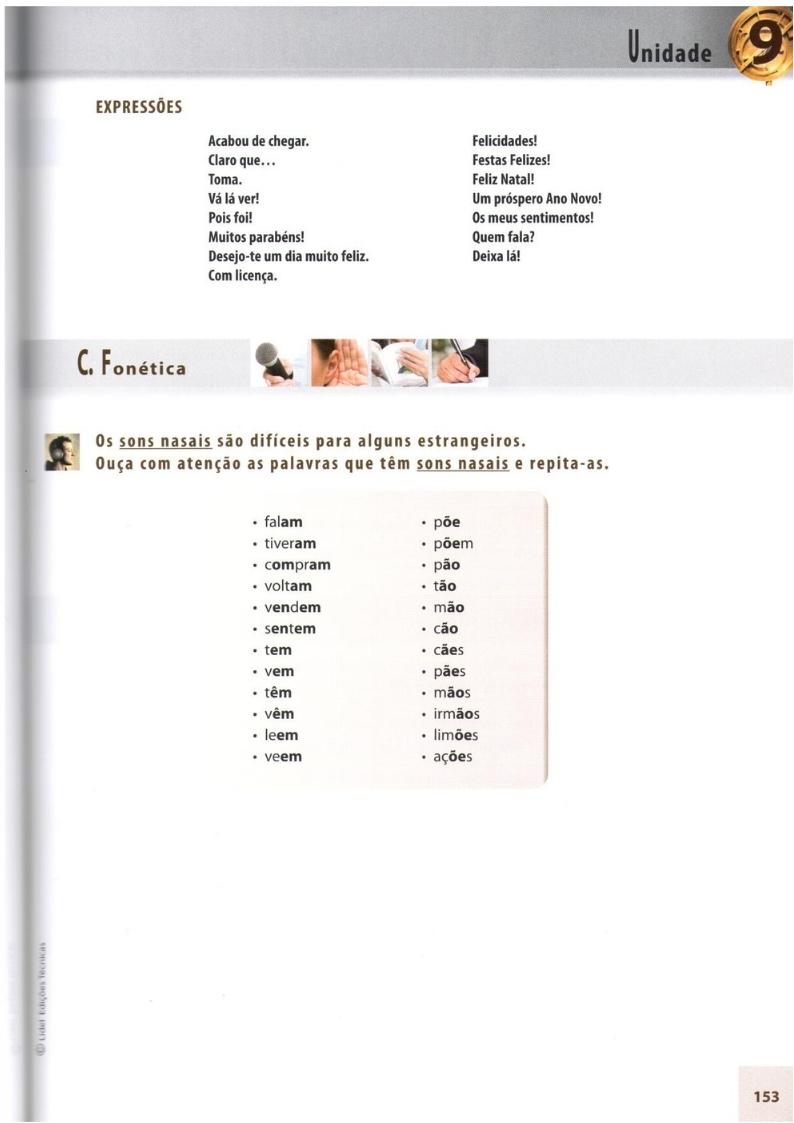 Unidade 9
EXPRESSÕES
Acabou de chegar.
Claro que...
Toma.
Vá lá ver!
Pois foi!
Muitos parabéns!
Desejo-te um dia muito feliz.
Com licença.
Felicidades!
Festas Felizes!
Feliz Natal!
Um próspero Ano Novo!
Os meus sentimentos!
Quem fala?
Deixa lá!
C. Fonética
Os sons nasais são difíceis para alguns estrangeiros.
Ouça com atenção as palavras que têm sons nasais e repita-as.
• falam
• tiveram
• compram
• voltam
• vendem
• sentem
• tem
• vem
• têm
• vêm
• leem
• veem
• põe
• põem
• pão
• tão
• mão
• cão
• cães
• pães
• mãos
• irmãos
• limões
• ações
© Lidel Edições Técnicas
153